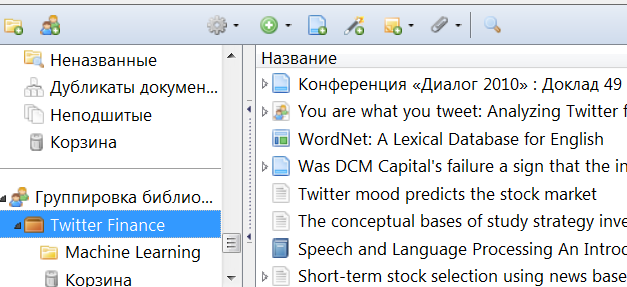 Неназванные
Дубликаты докумен...
Неподшитые
Корзина
Группировка библио...
Twitter Finance
Machine Learning
Корзина
Название
Конференция «Диалог 2010» : Доклад 49
You are what you tweet: Analyzing Twitter f
WordNet: A Lexical Database for English
Was DCM Capital's failure a sign that the in
Twitter mood predicts the stock market
The conceptual bases of study strategy inve
Speech and Language Processing An Introd
Short-term stock selection using news base